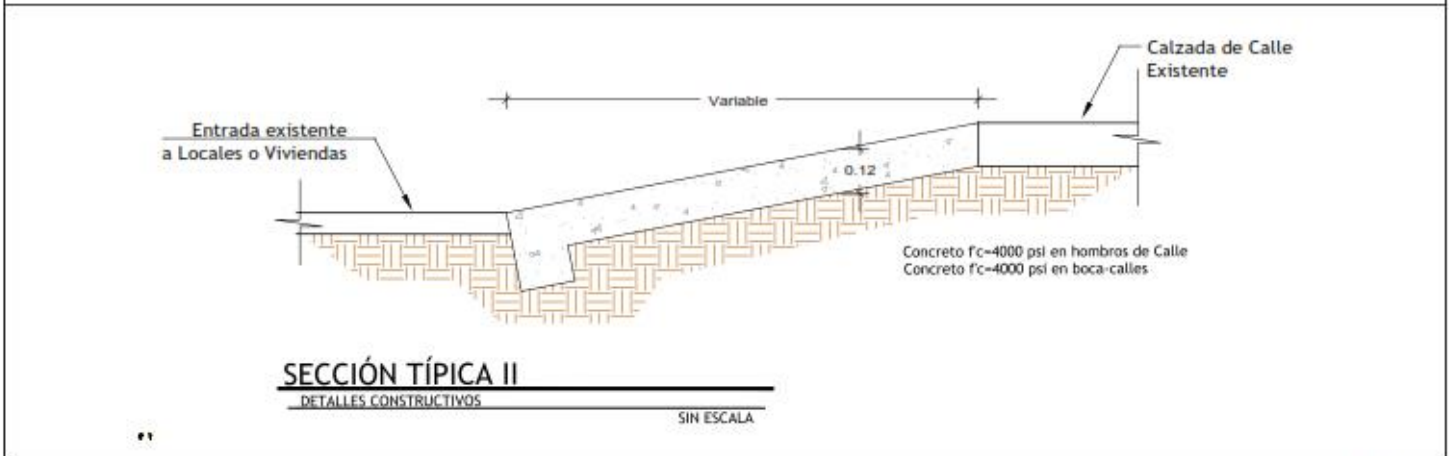 Calzada de Calle
Existente
Variable
Entrada existente
a Locales o Viviendas
0.12
Concreto f'c=4000 psi en hombros de Calle
Concreto f'c=4000 psi en boca-calles
SECCIÓN TÍPICA II
DETALLES CONSTRUCTIVOS
SIN ESCALA